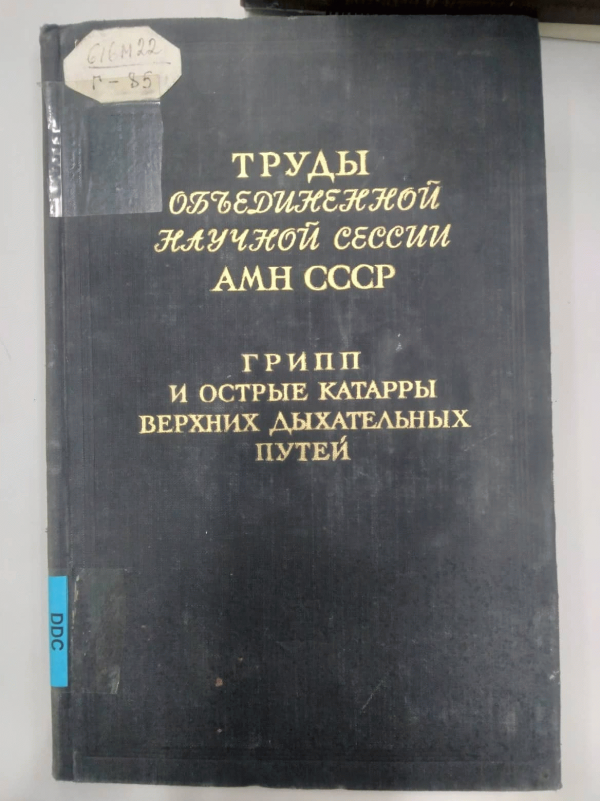 616М22
Г-85
ТРУДЫ
ОБЪЕДИНЕННОЙ
НАУЧНОЙ СЕССИИ
АМН СССР
ГРИПП
И ОСТРЫЕ КАТАРРЫ
ВЕРХНИХ ДЫХАТЕЛЬНЫХ
ПУТЕЙ
DDC